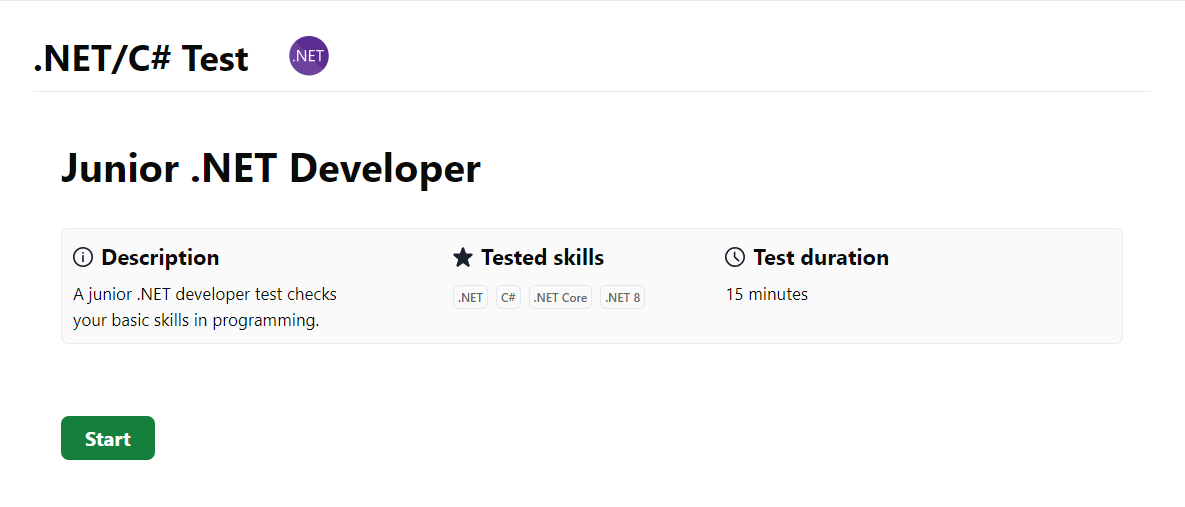 .NET/C# Test
.NET
Junior .NET Developer
Description
A junior .NET developer test checks
your basic skills in programming.
Tested skills
.NET
C#
.NET Core
.NET 8
Test duration
15 minutes
Start